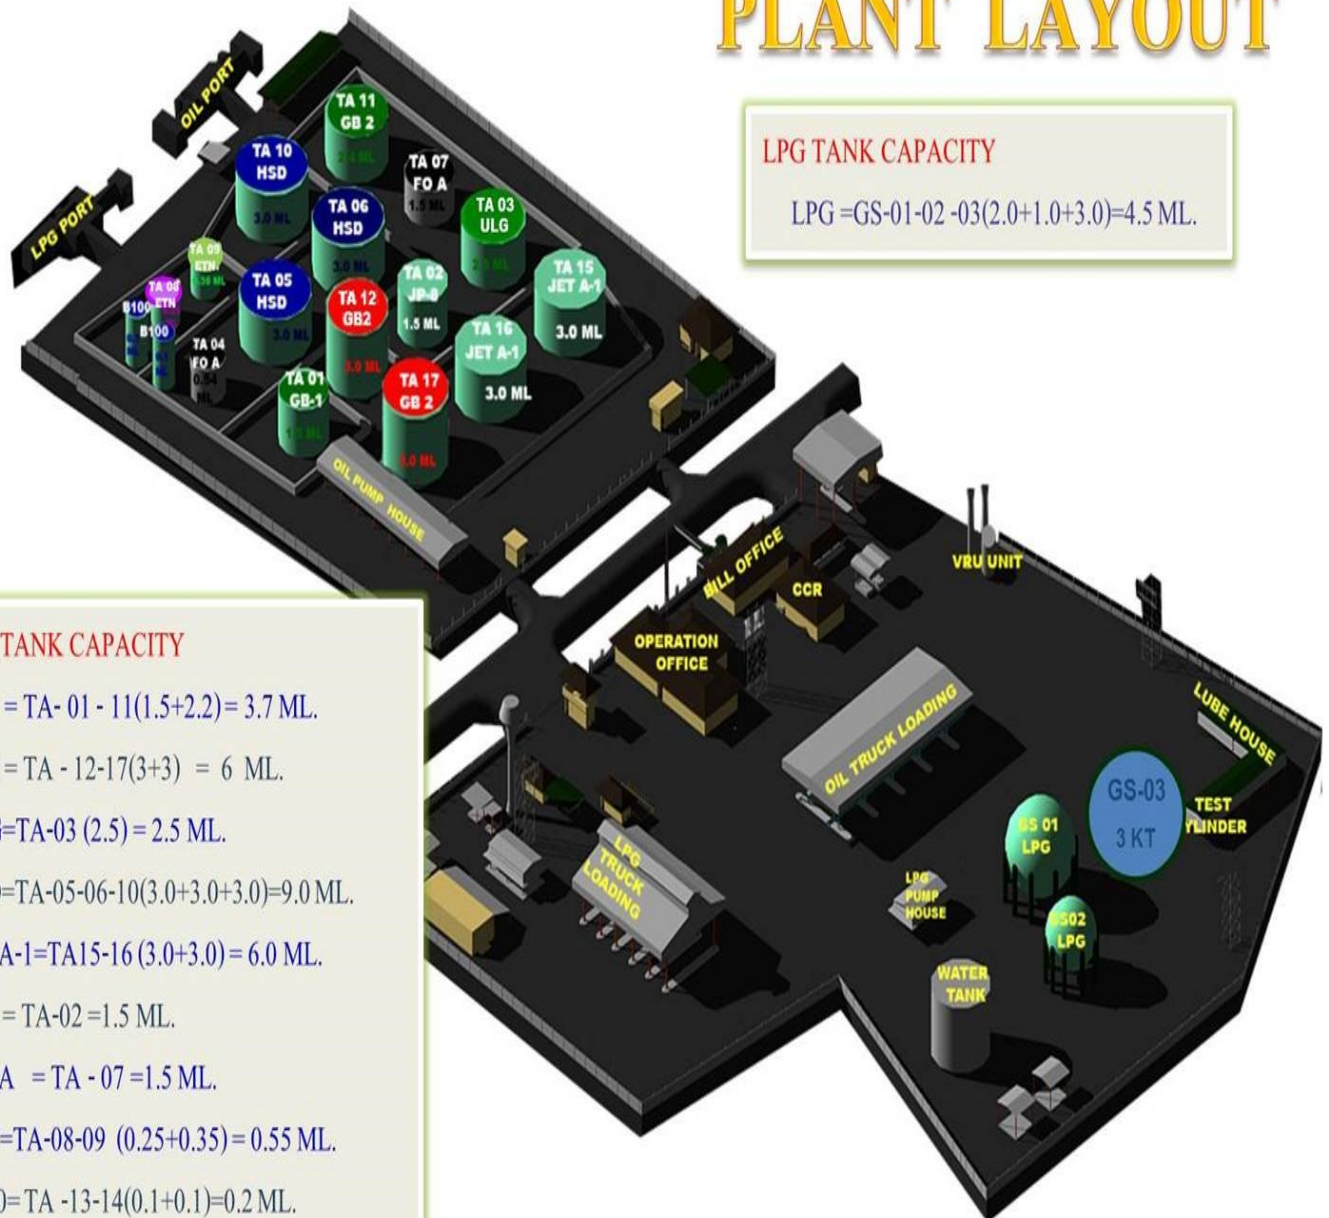 PLANT LAYOUT
LPG TANK CAPACITY
LPG =GS-01-02 -03(2.0+1.0+3.0)=4.5 ML.
OIL PORT
LPG PORT
TA 11
GB 2
TA 10
HSD
3.0 ML
TA 07
FO A
1.5 ML
TA 06
HSD
3.0 ML
TA 03
ULG
TA 09
ETN.
TA 05
HSD
3.0 ML
TA 02
JP-8
1.5 ML
TA 15
JET A-1
3.0 ML
TA 08
ETN
B100
B100
TA 12
GB2
3.0 ML
TA 16
JET A-1
3.0 ML
TA 04
FO A
0.54
ML
TA 01
GB-1
1.5 ML
TA 17
GB 2
3.0 ML
OIL PUMP HOUSE
BILL OFFICE
CCR
VRU UNIT
OPERATION
OFFICE
OIL TRUCK LOADING
LUBE HOUSE
GS-03
3 KT
TEST
YLINDER
GS 01
LPG
LPG
TRUCK
LOADING
LPG
PUMP
HOUSE
GS02
LPG
WATER
TANK
TANK CAPACITY
= TA- 01 - 11(1.5+2.2)= 3.7 ML.
= TA - 12-17(3+3) = 6 ML.
=TA-03 (2.5) = 2.5 ML.
=TA-05-06-10(3.0+3.0+3.0)=9.0 ML.
A-1=TA15-16 (3.0+3.0) = 6.0 ML.
= TA-02 =1.5 ML.
A = TA - 07 =1.5 ML.
=TA-08-09 (0.25+0.35) = 0.55 ML.
0= TA -13-14(0.1+0.1)=0.2 ML.